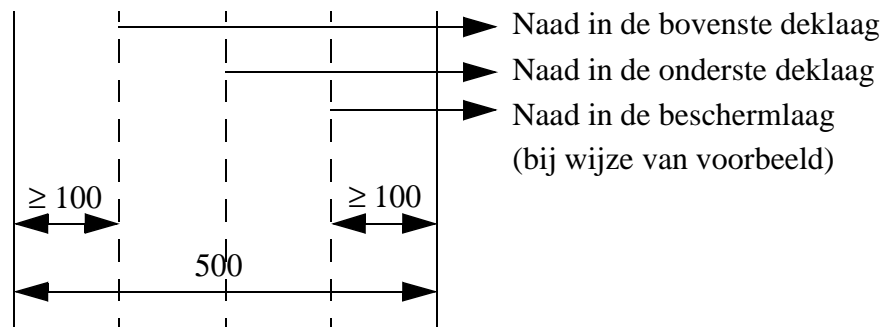 Naad in de bovenste deklaag
Naad in de onderste deklaag
Naad in de beschermlaag
(bij wijze van voorbeeld)
≥ 100
≥ 100
500